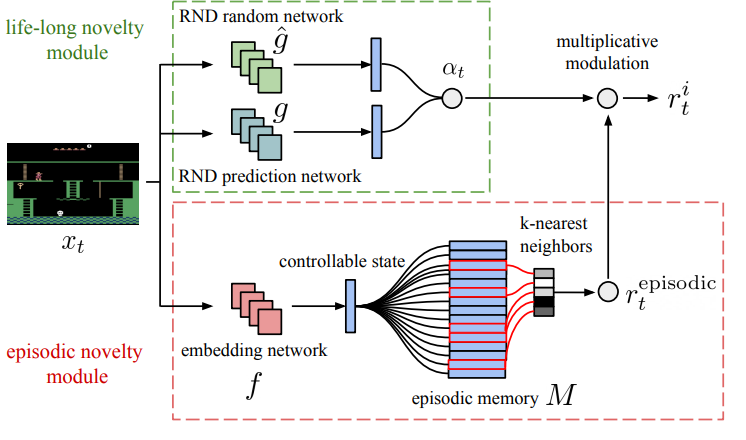 life-long novelty
module
RND random network
ĝ
g
RND prediction network
α_t
multiplicative
modulation
r_t^i
x_t
episodic novelty
module
controllable state
k-nearest
neighbors
embedding network
f
episodic memory M
r_t^episodic